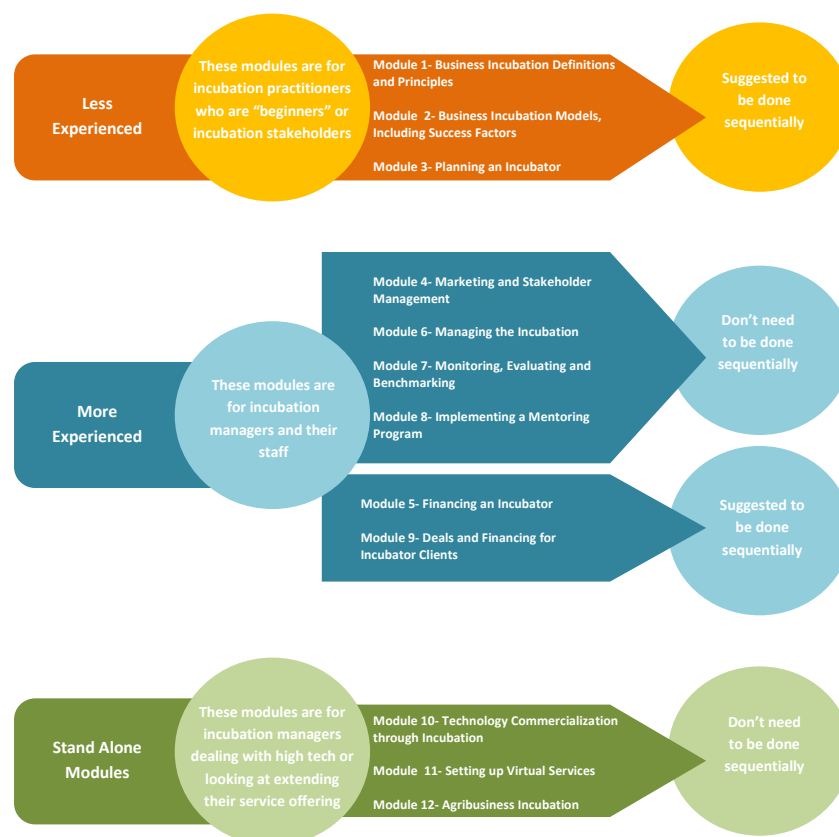 Less
Experienced
These modules are for
incubation practitioners
who are “beginners” or
incubation stakeholders
Module 1- Business Incubation Definitions
and Principles
Module  2- Business Incubation Models,
Including Success Factors
Module 3- Planning an Incubator
Suggested to
be done
sequentially
More
Experienced
These modules are
for incubation
managers and their
staff
Module 4- Marketing and Stakeholder
Management
Module 6- Managing the Incubation
Module 7- Monitoring, Evaluating and
Benchmarking
Module 8- Implementing a Mentoring
Program
Don’t need
to be done
sequentially
Module 5- Financing an Incubator
Module 9- Deals and Financing for
Incubator Clients
Suggested to
be done
sequentially
Stand Alone
Modules
These modules are for
incubation managers
dealing with high tech or
looking at extending
their service offering
Module 10- Technology Commercialization
through Incubation
Module  11- Setting up Virtual Services
Module 12- Agribusiness Incubation
Don’t need
to be done
sequentially